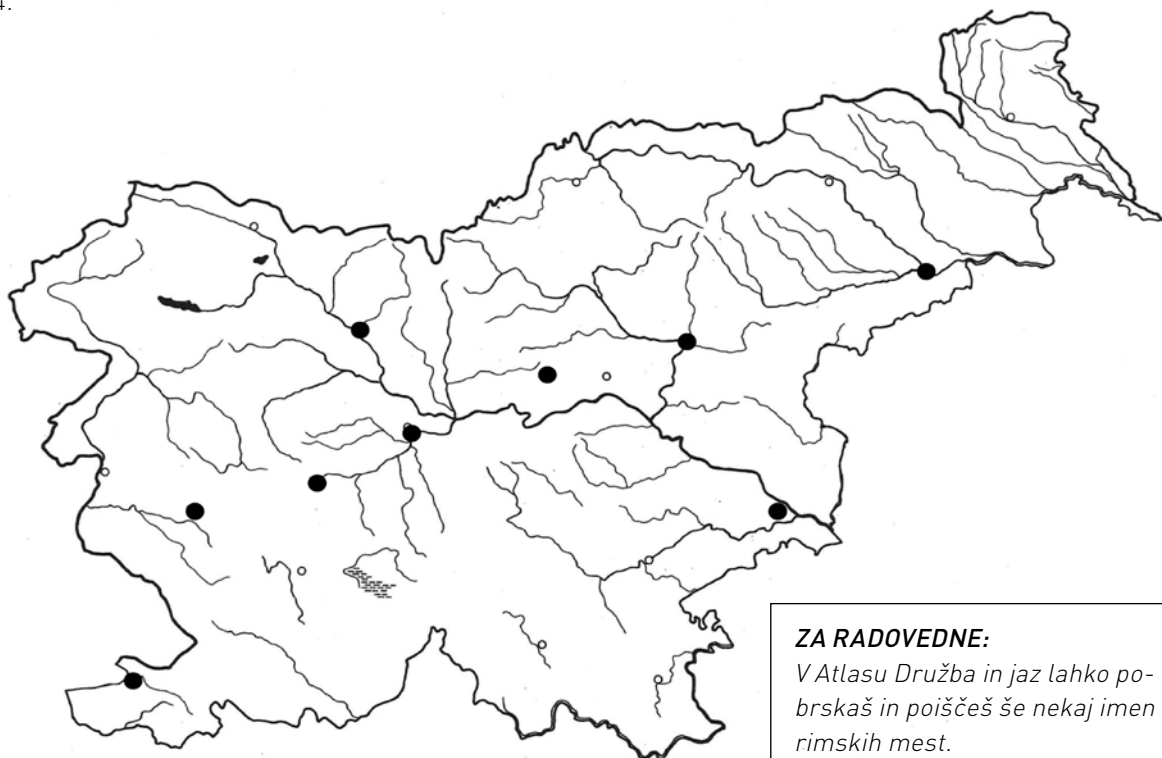 4.
ZA RADOVEDNE:
V Atlasu Družba in jaz lahko po-
brskaš in poiščeš še nekaj imen
rimskih mest.